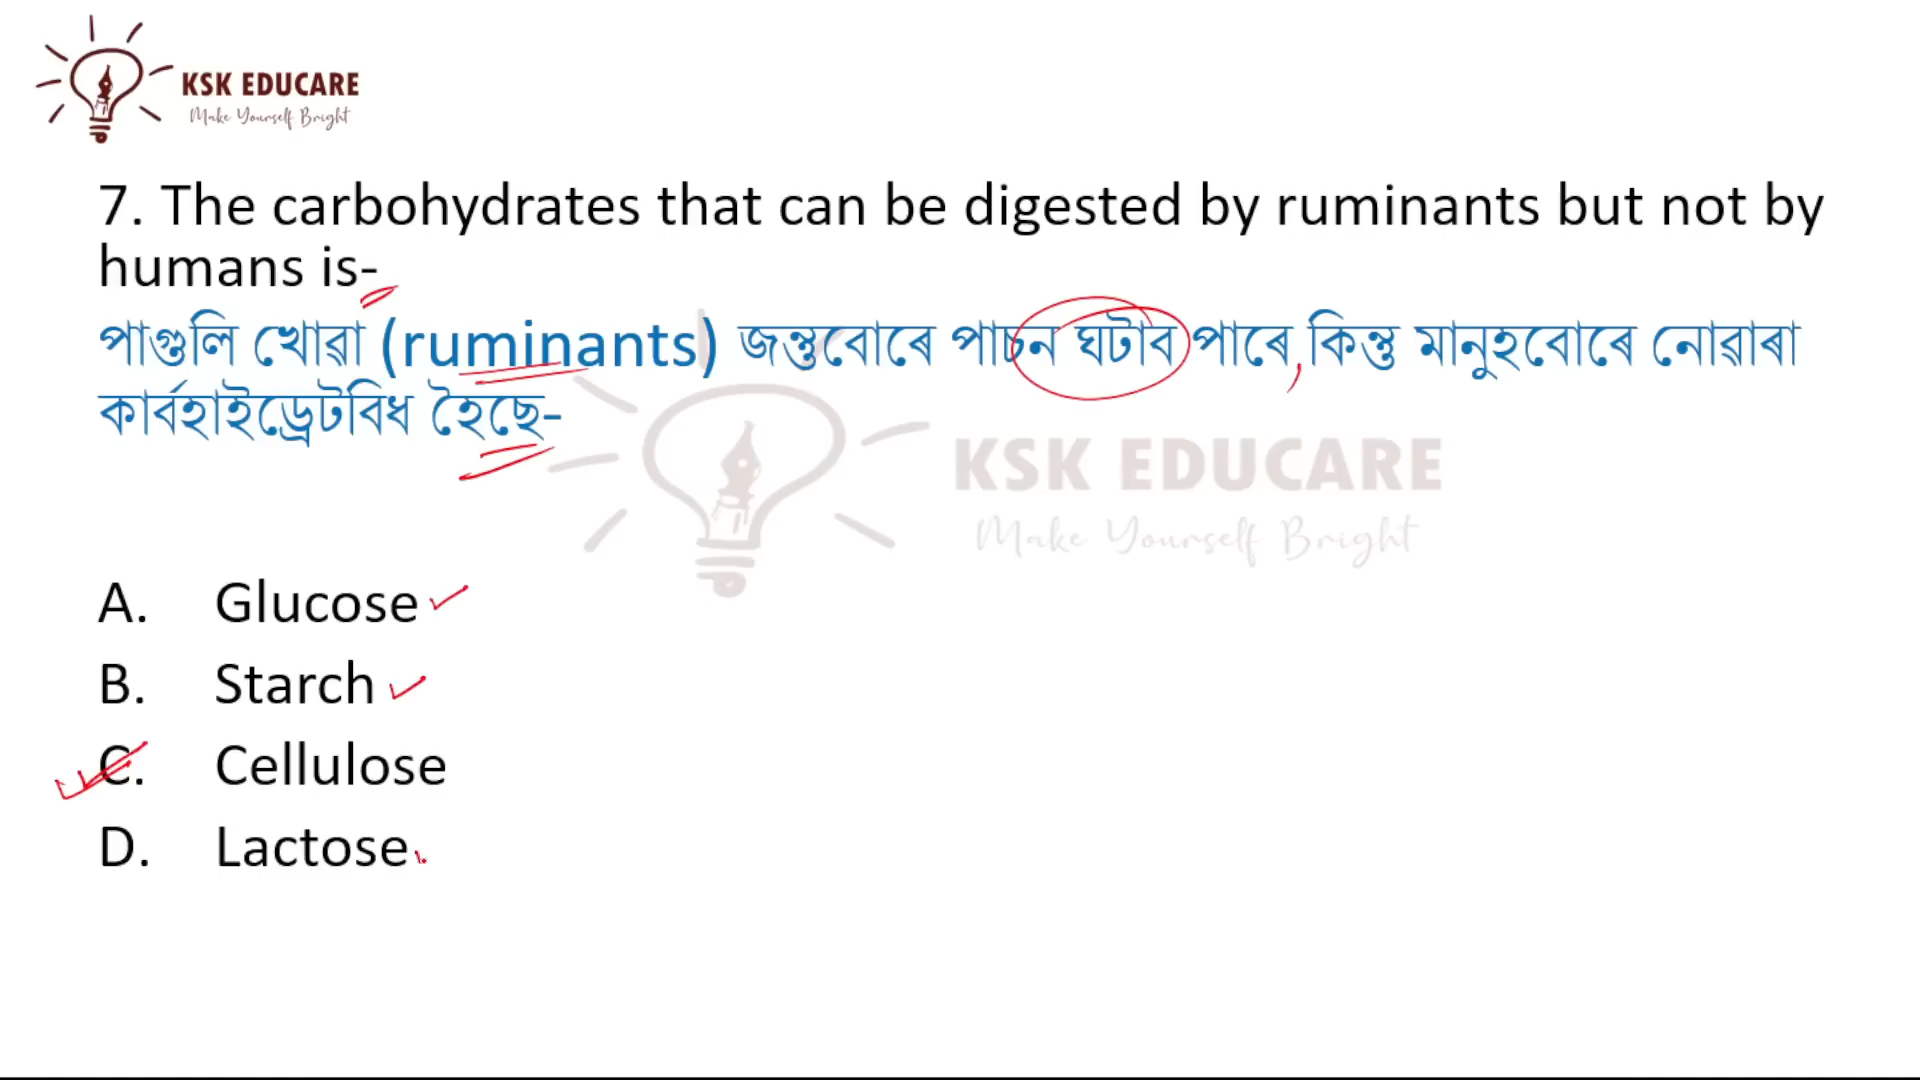 KSK EDUCARE
Make Yourself Bright
7. The carbohydrates that can be digested by ruminants but not by
humans is-
পাগুলি খোৱা (ruminants) জন্তুবোৰে পাচন ঘটাব পাৰে,কিন্তু মানুহবোৰে নোৱাৰা
কাৰ্বহাইড্ৰেটবিধ হৈছে-
KSK EDUCARE
Make Yourself Bright
A. Glucose
B. Starch
C. Cellulose
D. Lactose